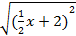 √((1/2 x + 2)²)